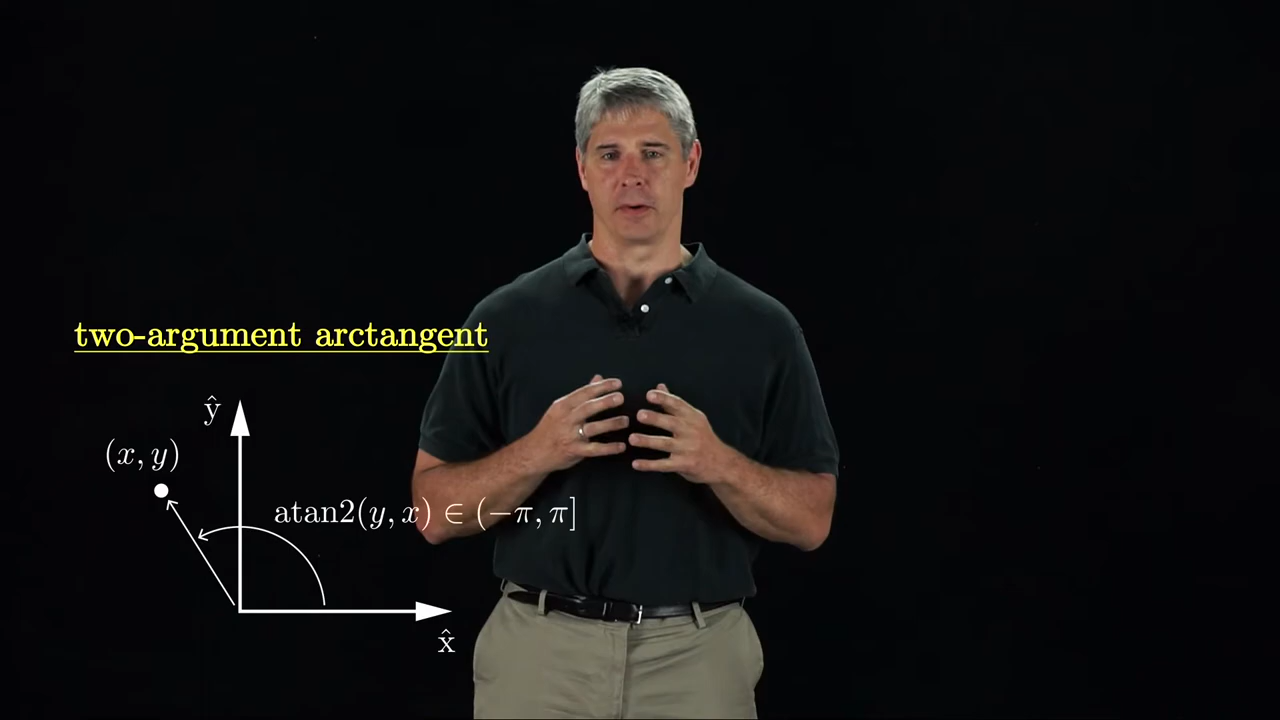 two-argument arctangent
ŷ
(x, y)
atan2(y, x) ∈ (−π, π]
x̂